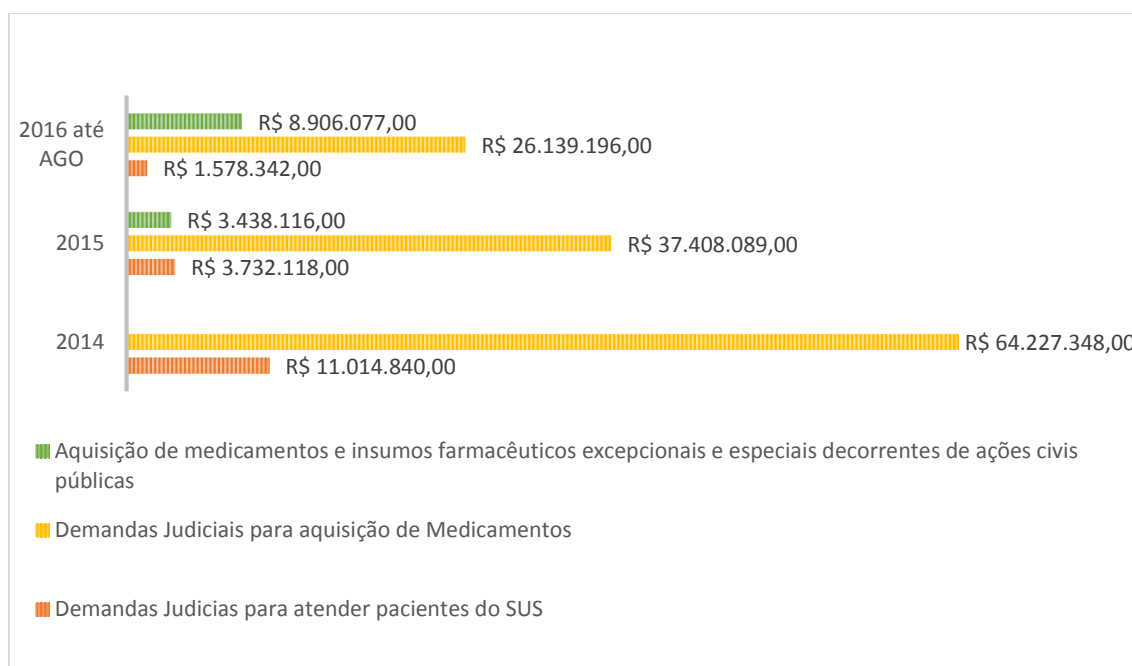 R$ 8.906.077,00
2016 até
AGO
R$ 26.139.196,00
R$ 1.578.342,00
R$ 3.438.116,00
2015
R$ 37.408.089,00
R$ 3.732.118,00
2014
R$ 64.227.348,00
R$ 11.014.840,00
Aquisição de medicamentos e insumos farmacêuticos excepcionais e especiais decorrentes de ações civis
públicas
Demandas Judiciais para aquisição de Medicamentos
Demandas Judicias para atender pacientes do SUS